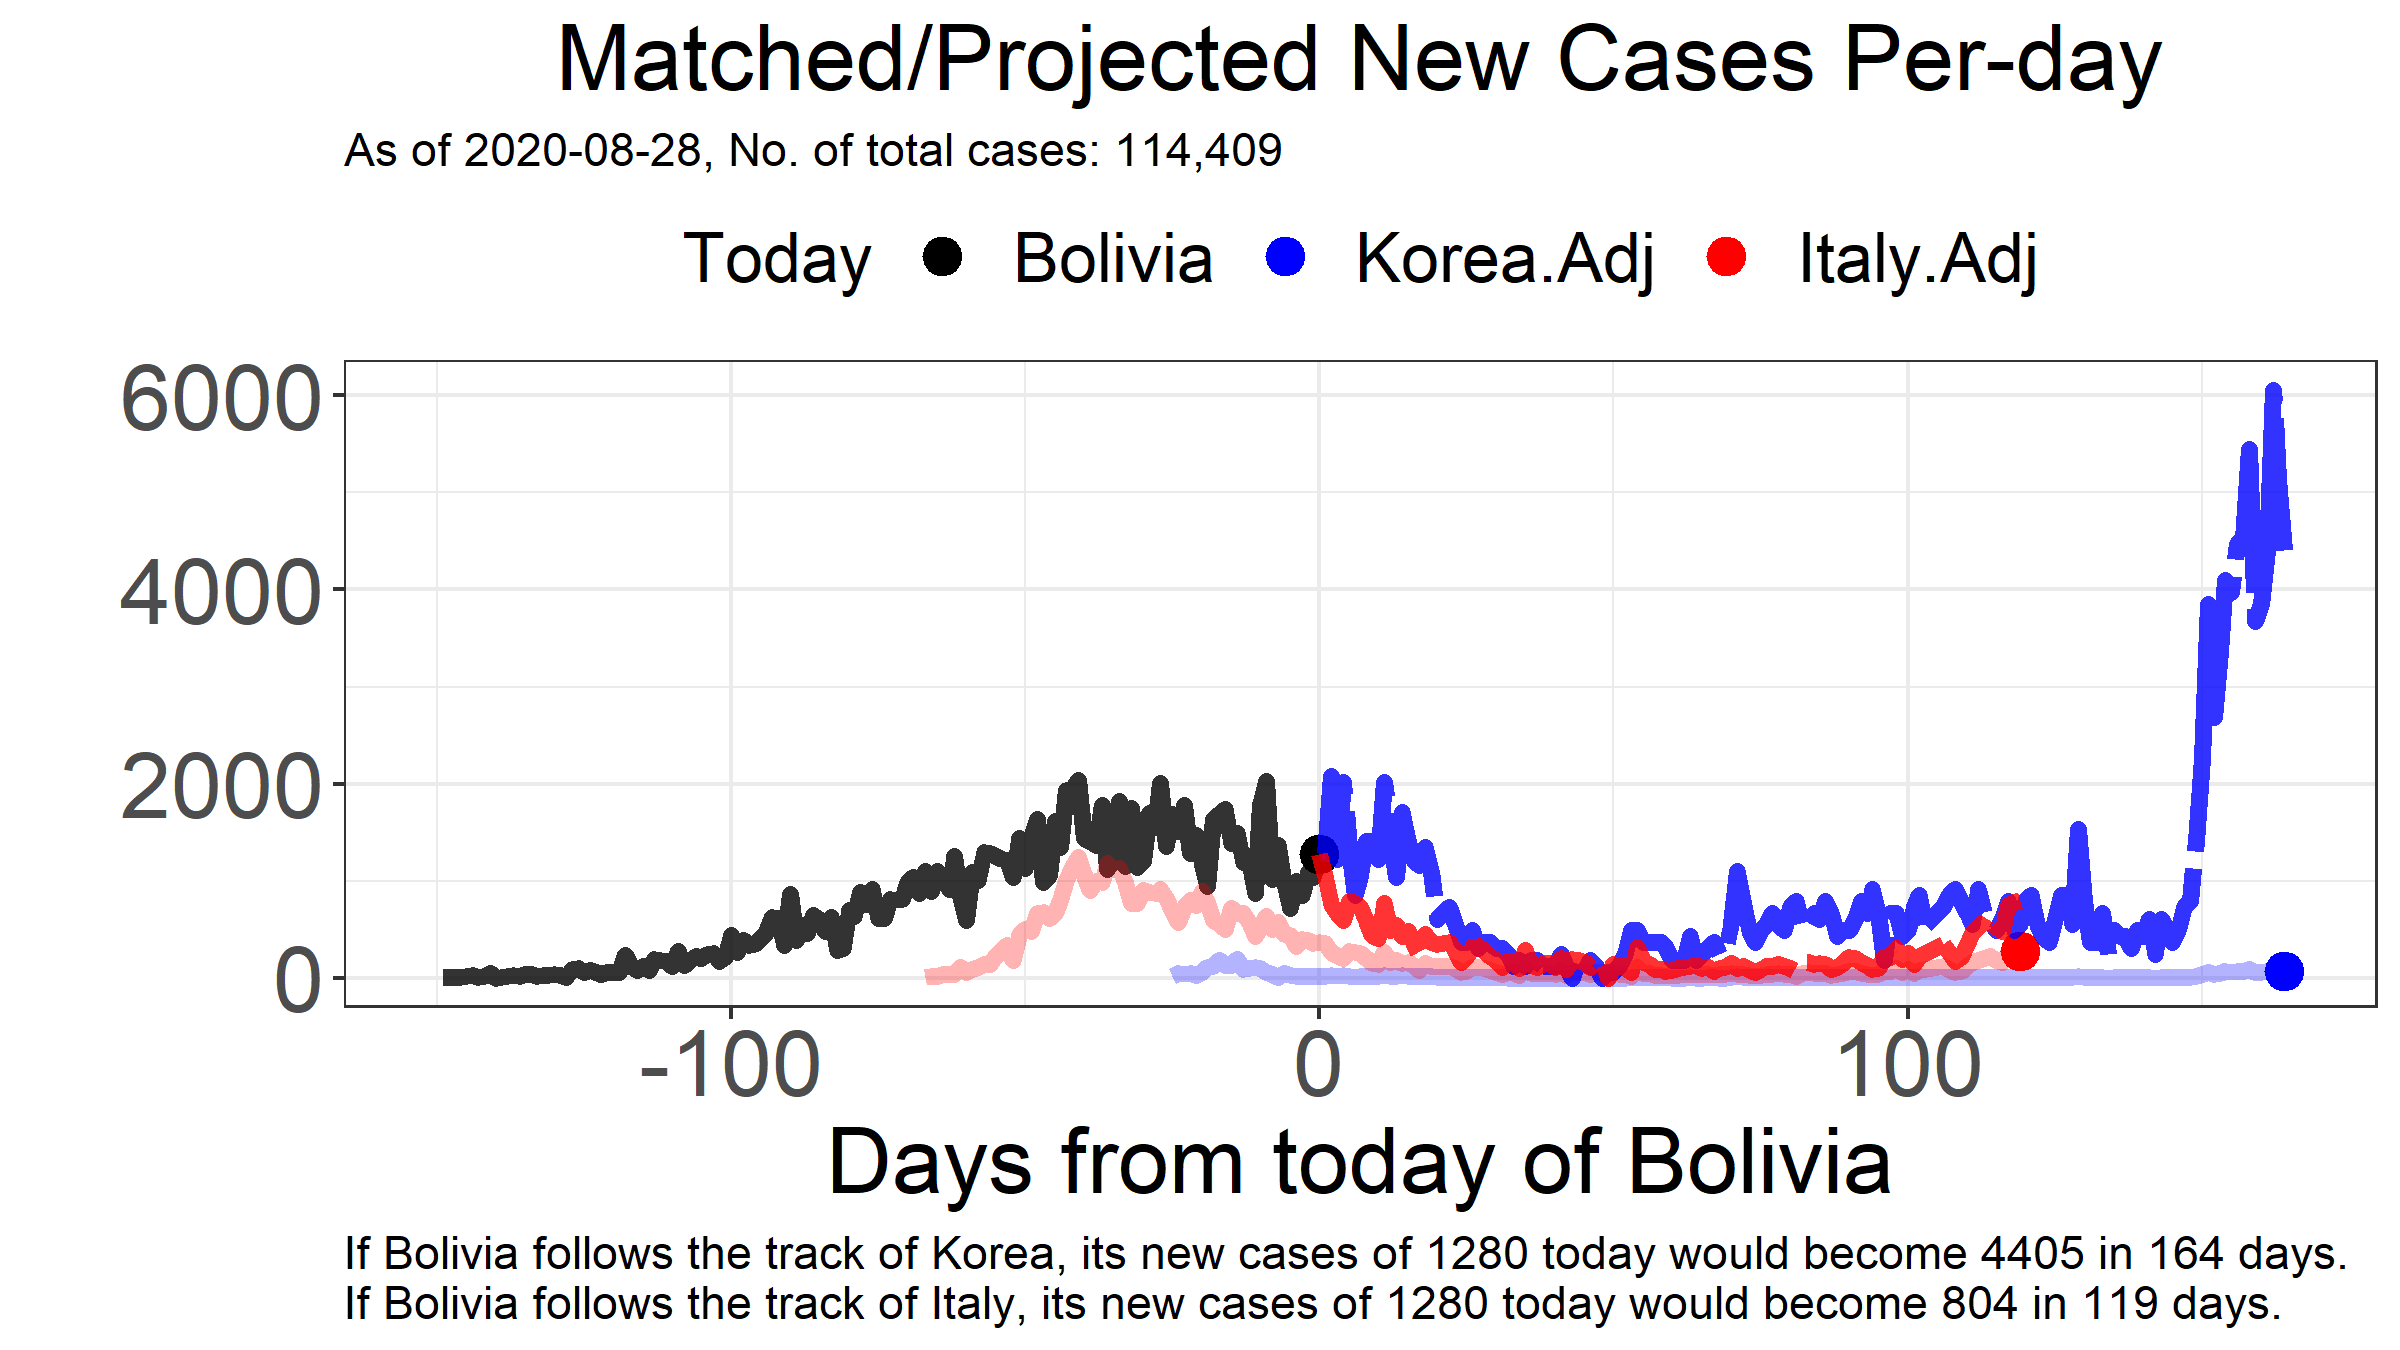 Matched/Projected New Cases Per-day
As of 2020-08-28, No. of total cases: 114,409
Today Bolivia Korea.Adj Italy.Adj
6000
4000
2000
0
-100 0 100
Days from today of Bolivia
If Bolivia follows the track of Korea, its new cases of 1280 today would become 4405 in 164 days.
If Bolivia follows the track of Italy, its new cases of 1280 today would become 804 in 119 days.